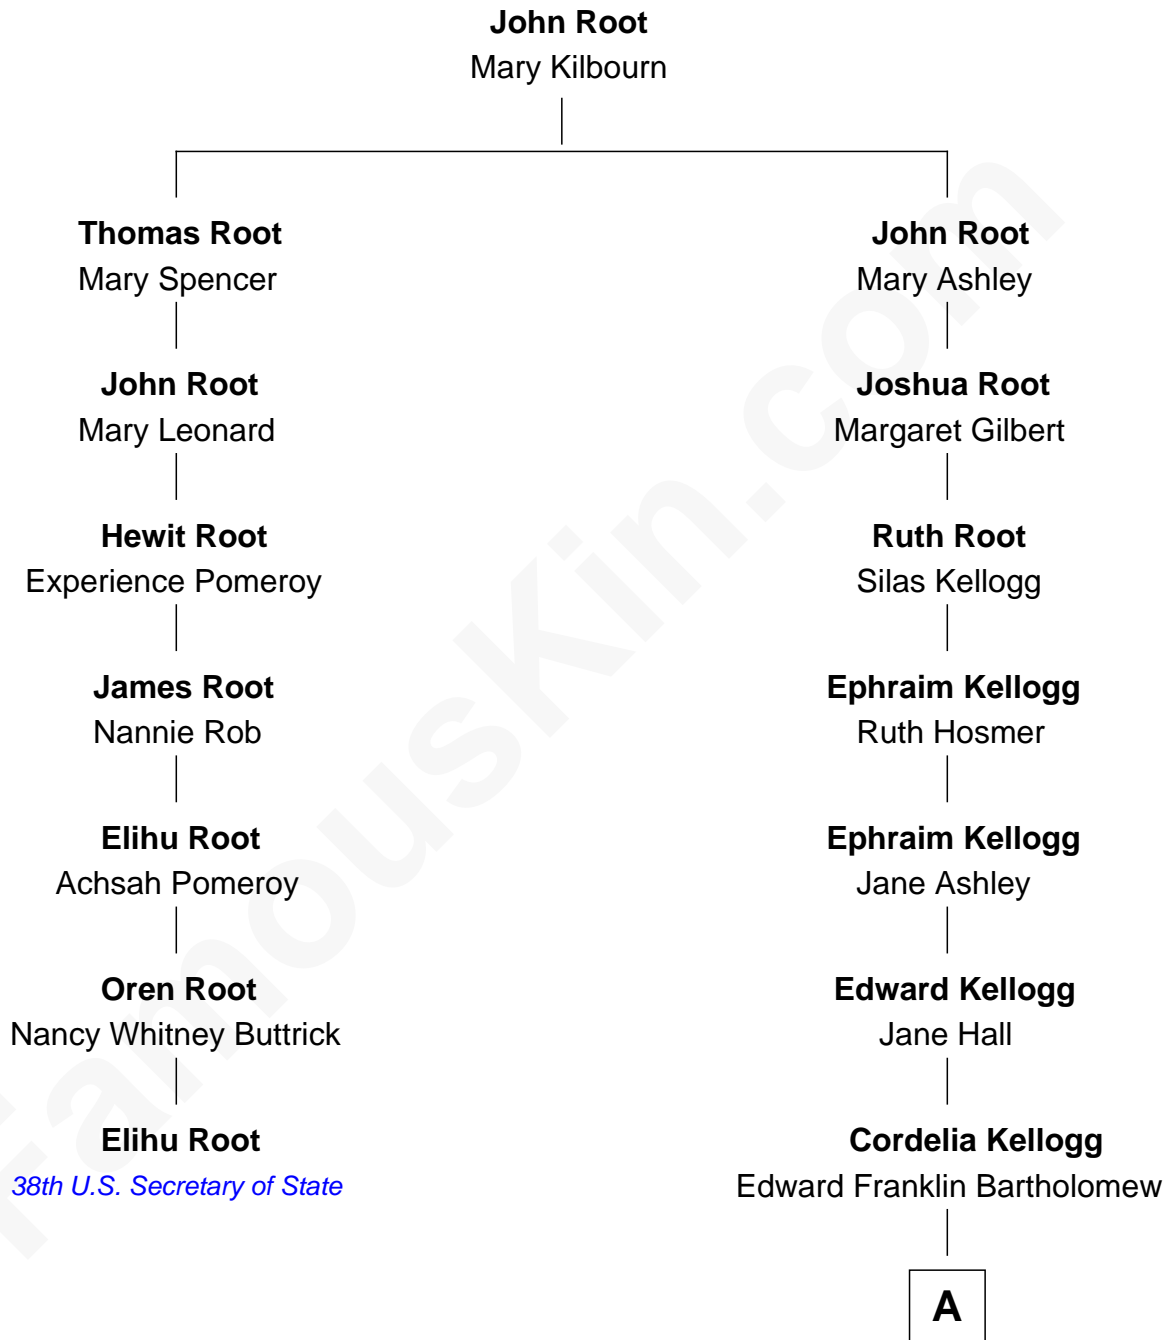 John Root
Mary Kilbourn
Thomas Root
Mary Spencer
John Root
Mary Ashley
John Root
Mary Leonard
Joshua Root
Margaret Gilbert
Hewit Root
Experience Pomeroy
Ruth Root
Silas Kellogg
James Root
Nannie Rob
Ephraim Kellogg
Ruth Hosmer
Elihu Root
Achsah Pomeroy
Ephraim Kellogg
Jane Ashley
Oren Root
Nancy Whitney Buttrick
Edward Kellogg
Jane Hall
Elihu Root
38th U.S. Secretary of State
Cordelia Kellogg
Edward Franklin Bartholomew
A
FamousKin.com